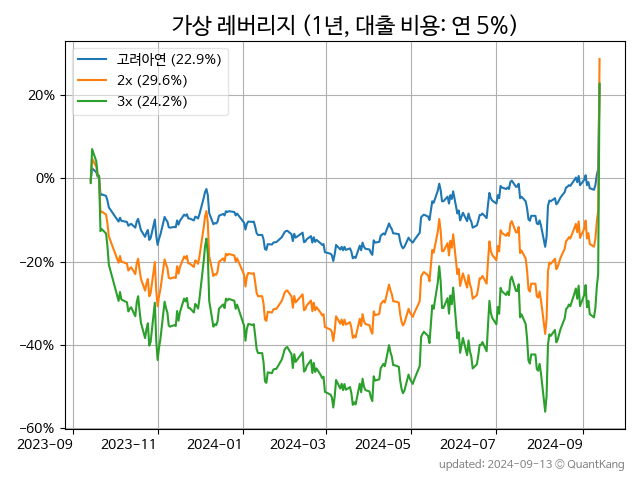 가상 레버리지 (1년, 대출 비용: 연 5%)
고려아연 (22.9%)
2x (29.6%)
3x (24.2%)
20%
0%
−20%
−40%
−60%
2023-09
2023-11
2024-01
2024-03
2024-05
2024-07
2024-09
updated: 2024-09-13 © QuantKang